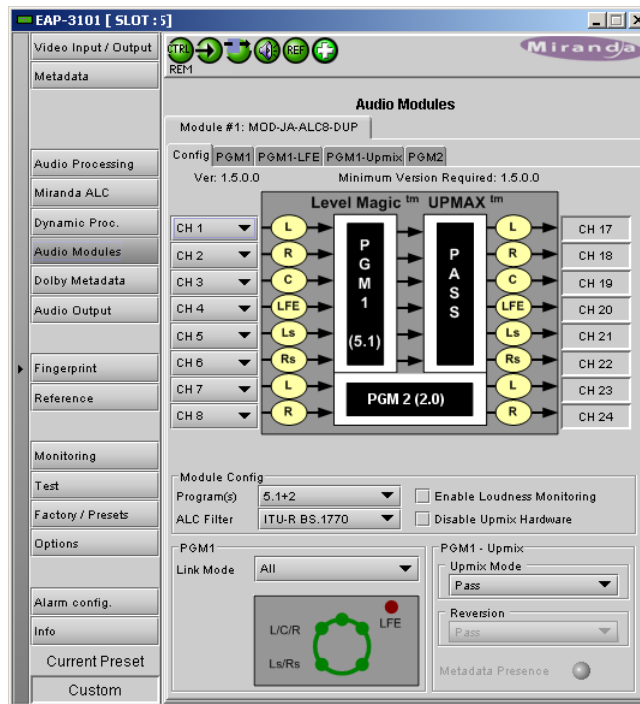 EAP-3101 [ SLOT : 5]
Video Input / Output
Metadata
Audio Processing
Miranda ALC
Dynamic Proc.
Audio Modules
Dolby Metadata
Audio Output
Fingerprint
Reference
Monitoring
Test
Factory / Presets
Options
Alarm config.
Info
Current Preset
Custom
CTRL REF
REM
Miranda
Audio Modules
Module #1: MOD-JA-ALC8-DUP
Config PGM1 PGM1-LFE PGM1-Upmix PGM2
Ver: 1.5.0.0 Minimum Version Required: 1.5.0.0
Level Magic tm UPMAX tm
CH 1 L L CH 17
CH 2 R R CH 18
CH 3 C C CH 19
CH 4 LFE LFE CH 20
CH 5 Ls Ls CH 21
CH 6 Rs Rs CH 22
CH 7 L L CH 23
CH 8 R R CH 24
PGM1
(5.1)
PASS
PGM 2 (2.0)
Module Config
Program(s) 5.1+2 Enable Loudness Monitoring
ALC Filter ITU-R BS.1770 Disable Upmix Hardware
PGM1
Link Mode All
L/C/R LFE
Ls/Rs
PGM1 - Upmix
Upmix Mode
Pass
Reversion
Pass
Metadata Presence